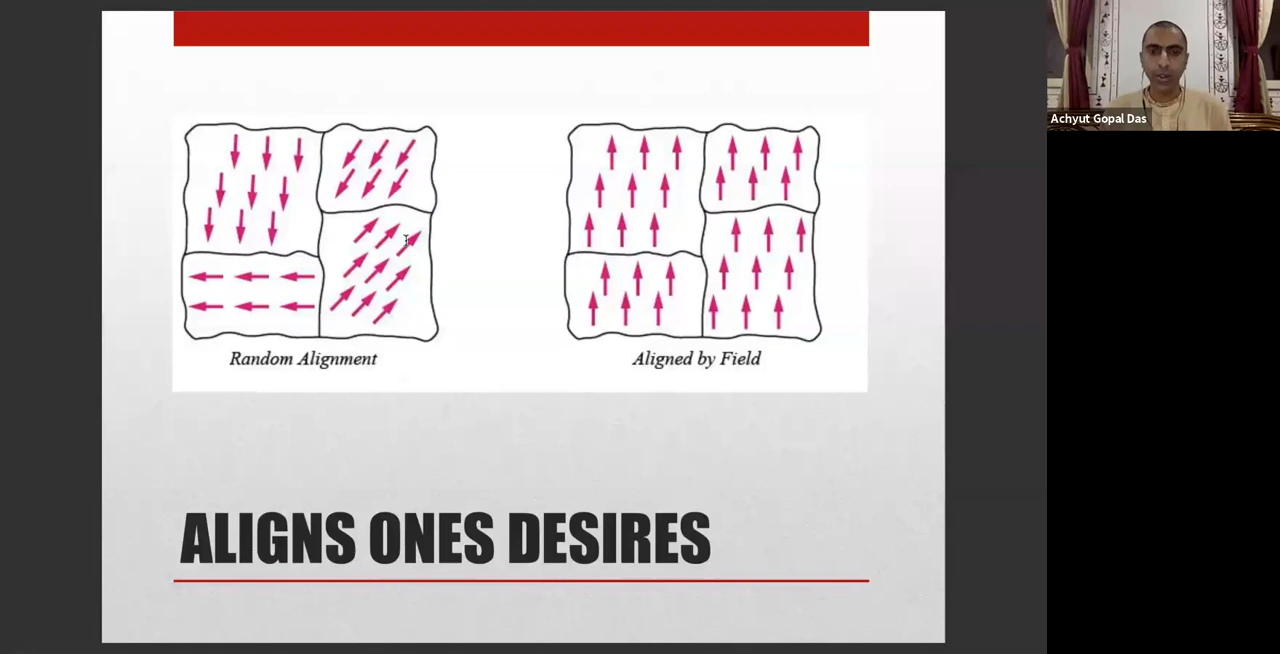 Achyut Gopal Das
Random Alignment
Aligned by Field
ALIGNS ONES DESIRES